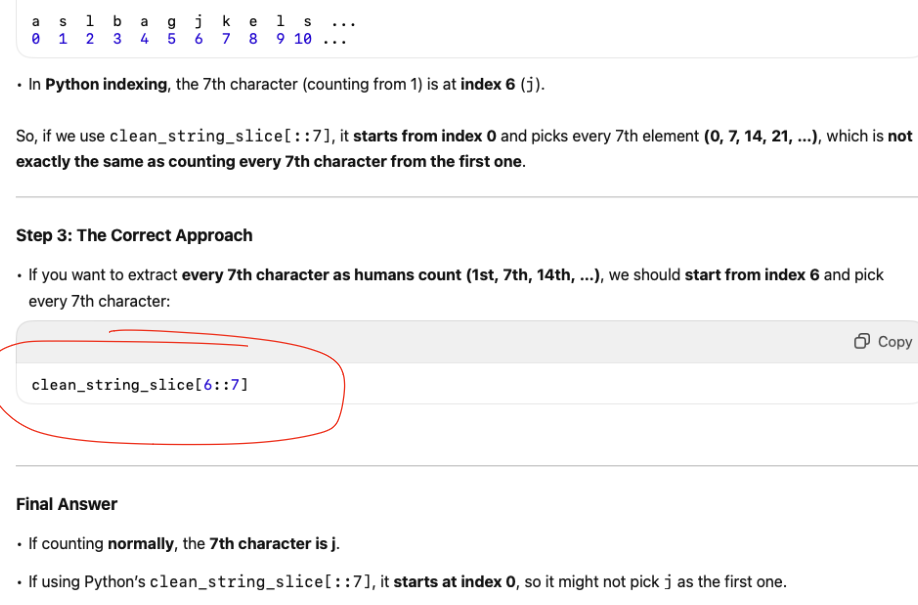 a s l b a g j k e l s ...
0 1 2 3 4 5 6 7 8 9 10 ...
• In Python indexing, the 7th character (counting from 1) is at index 6 (j).
So, if we use clean_string_slice[::7], it starts from index 0 and picks every 7th element (0, 7, 14, 21, ...), which is not
exactly the same as counting every 7th character from the first one.
Step 3: The Correct Approach
• If you want to extract every 7th character as humans count (1st, 7th, 14th, ...), we should start from index 6 and pick
every 7th character:
Copy
clean_string_slice[6::7]
Final Answer
• If counting normally, the 7th character is j.
• If using Python's clean_string_slice[::7], it starts at index 0, so it might not pick j as the first one.